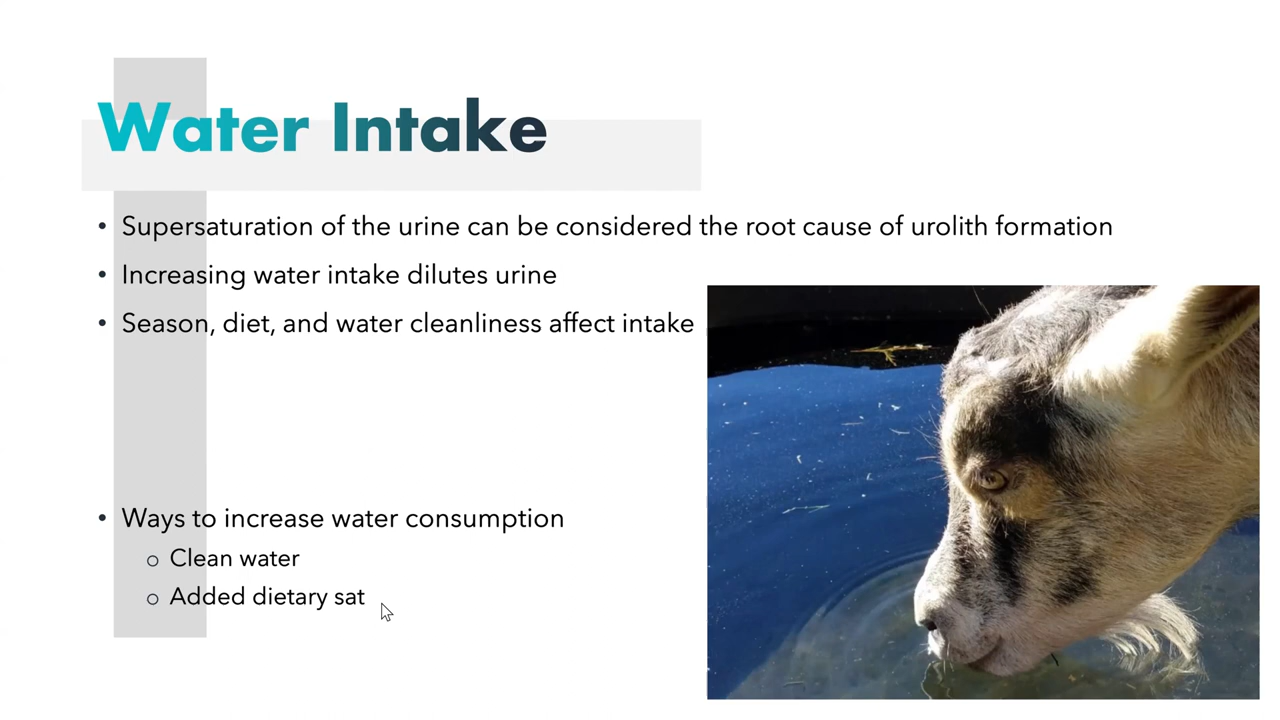 Water Intake
• Supersaturation of the urine can be considered the root cause of urolith formation
• Increasing water intake dilutes urine
• Season, diet, and water cleanliness affect intake
• Ways to increase water consumption
o Clean water
o Added dietary sat